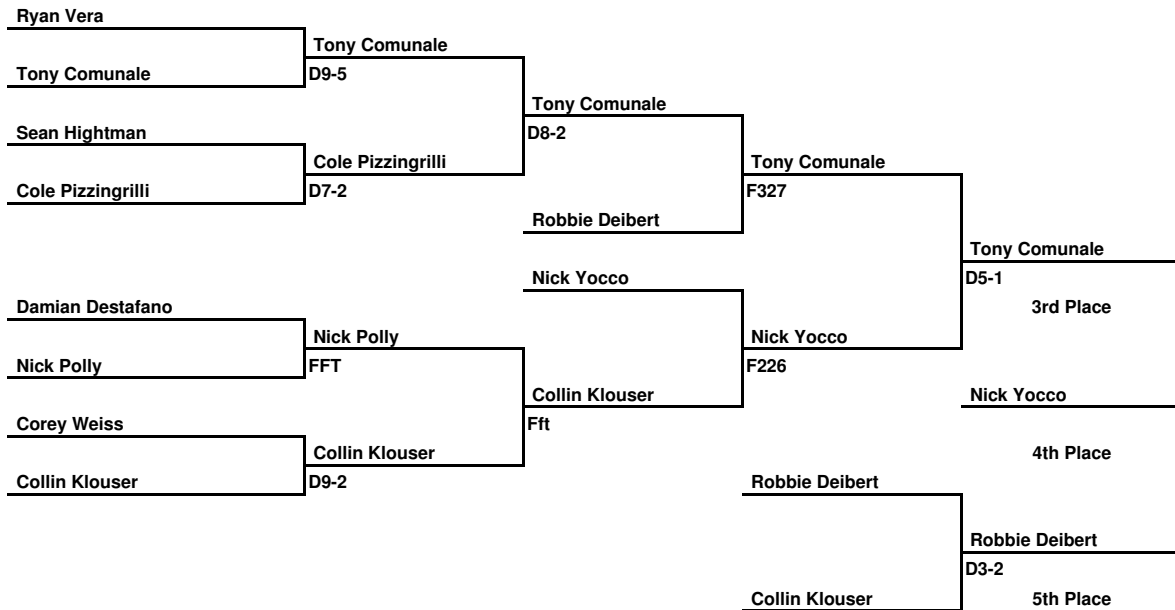 Ryan Vera
Tony Comunale
Tony Comunale
D9-5
Tony Comunale
D8-2
Sean Hightman
Cole Pizzingrilli
Cole Pizzingrilli
D7-2
Tony Comunale
F327
Robbie Deibert
Tony Comunale
D5-1
3rd Place
Nick Yocco
Damian Destafano
Nick Polly
Nick Polly
FFT
Nick Yocco
F226
Collin Klouser
Fft
Nick Yocco
4th Place
Corey Weiss
Collin Klouser
Collin Klouser
D9-2
Robbie Deibert
Robbie Deibert
D3-2
Collin Klouser
5th Place